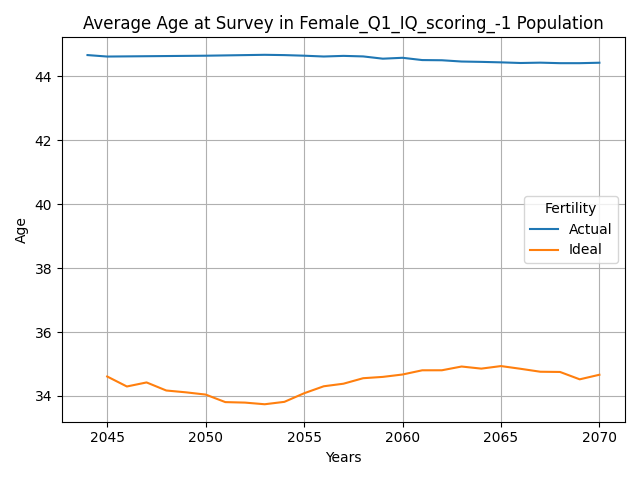 Average Age at Survey in Female_Q1_IQ_scoring_-1 Population
Age
44
42
40
38
36
34
Fertility
Actual
Ideal
2045 2050 2055 2060 2065 2070
Years